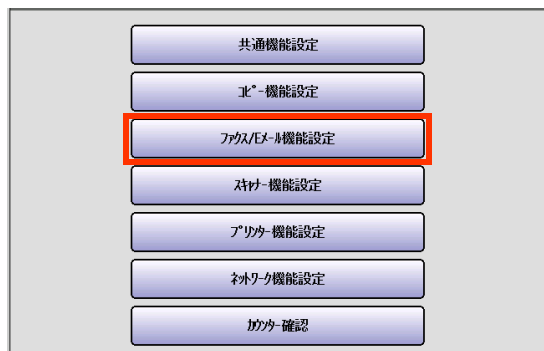 共通機能設定
ｺﾋﾟｰ機能設定
ﾌｧｸｽ/Eﾒｰﾙ機能設定
ｽｷｬﾅｰ機能設定
ﾌﾟﾘﾝﾀｰ機能設定
ﾈｯﾄﾜｰｸ機能設定
ｶｳﾝﾀｰ確認